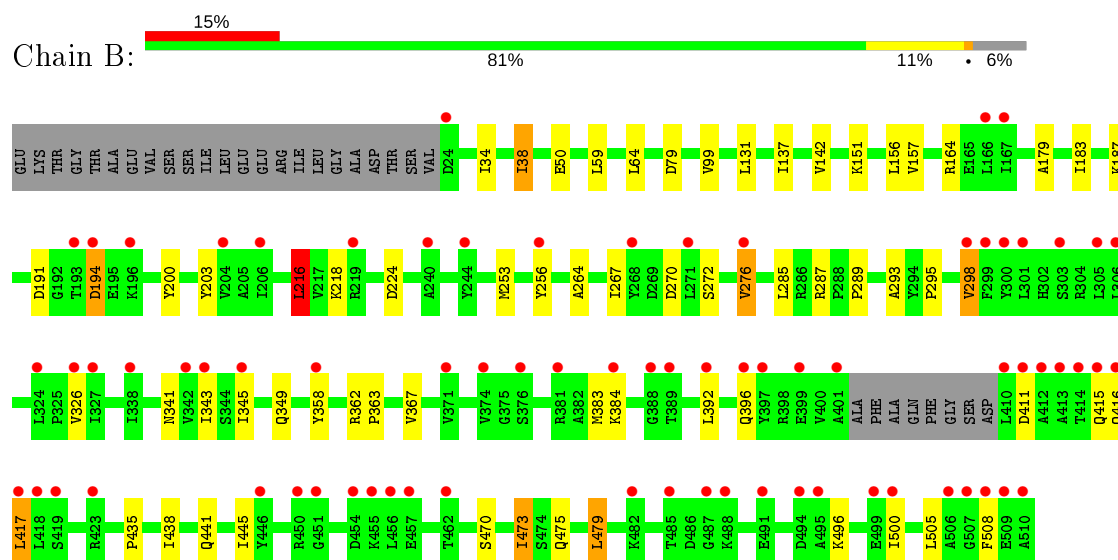 15%
Chain B:
81% 11% • 6%
GLU LYS THR GLY THR ALA GLU VAL SER SER ILE LEU GLU GLU ARG ILE LEU GLY ALA ASP THR SER VAL D24 I34 I38 E50 L59 L64 D79 V99 L131 I137 V142 K151 L156 V157 R164 E165 L166 I167 A179 I183 K187
D191 G192 T193 D194 E195 K196 Y200 Y203 V204 A205 I206 L216 V217 K218 R219 D224 A240 Y244 M253 Y256 A264 I267 Y268 D269 D270 L271 S272 V276 L285 R286 R287 P288 P289 A293 Y294 P295 V298 F299 Y300 L301 H302 S303 R304 L305 L306
L324 P325 V326 I327 I338 N341 V342 I343 S344 I345 Q349 Y358 R362 P363 V367 V371 V374 G375 S376 R381 A382 M383 K384 G388 T389 L392 Q396 Y397 R398 E399 V400 A401 ALA PHE ALA GLN PHE GLY SER ASP L410 D411 A412 A413 T414 Q415 Q416
L417 L418 S419 R423 P435 I438 Q441 I445 Y446 R450 G451 D454 K455 L456 E457 T462 S470 I473 S474 Q475 L479 K482 T485 D486 G487 K488 E491 D494 A495 K496 E499 I500 L505 A506 G507 F508 E509 A510